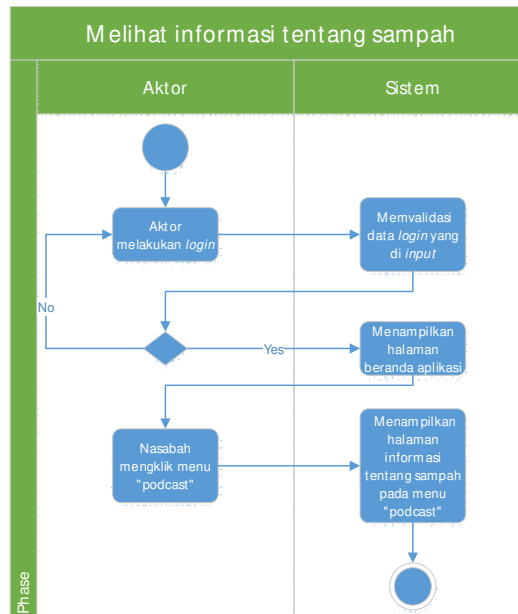 Melihat informasi tentang sampah
Aktor
Sistem
Aktor
melakukan login
Memvalidasi
data login yang
di input
No
Yes
Menampilkan
halaman
beranda aplikasi
Nasabah
mengklik menu
"podcast"
Menampilkan
halaman
informasi
tentang sampah
pada menu
"podcast"
Phase